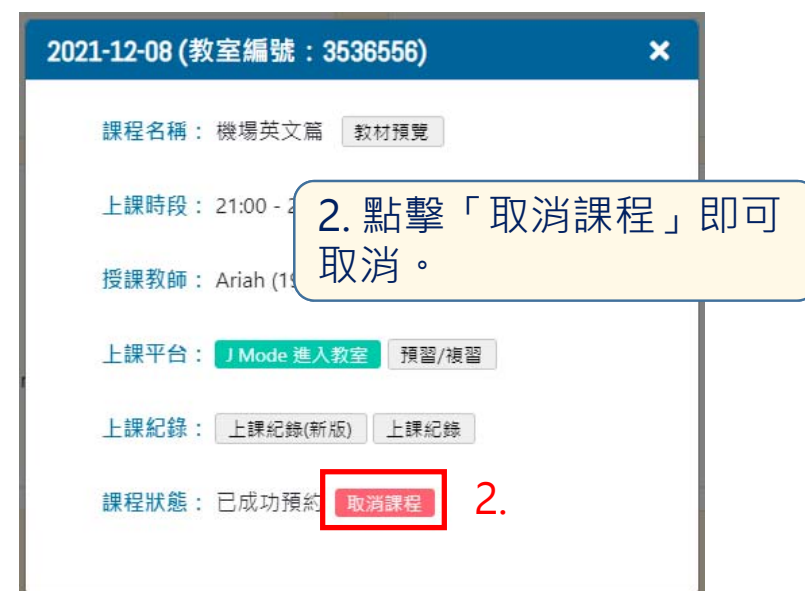 2021-12-08 (教室編號：3536556)
課程名稱： 機場英文篇 教材預覽
上課時段： 21:00 -
2. 點擊「取消課程」即可
取消。
授課教師： Ariah
上課平台： J Mode 進入教室 預習/複習
上課紀錄： 上課紀錄(新版) 上課紀錄
課程狀態： 已成功預約 取消課程 2.